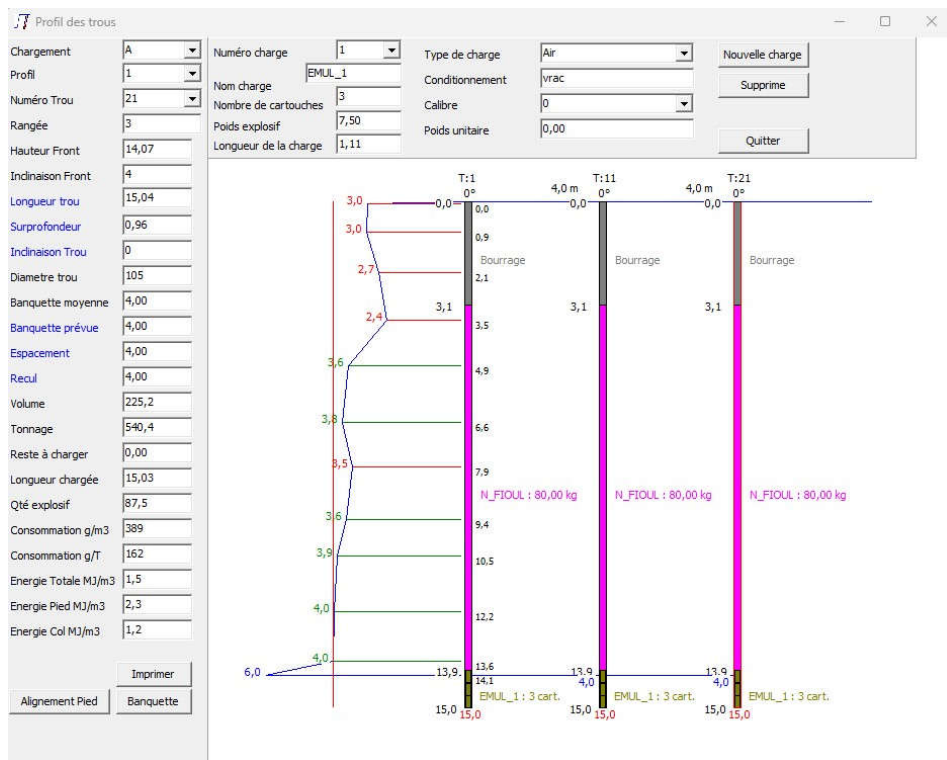 Profil des trous
Chargement A
Profil 1
Numéro Trou 21
Rangée 3
Hauteur Front 14,07
Inclinaison Front 4
Longueur trou 15,04
Surprofondeur 0,96
Inclinaison Trou 0
Diametre trou 105
Banquette moyenne 4,00
Banquette prévue 4,00
Espacement 4,00
Recul 4,00
Volume 225,2
Tonnage 540,4
Reste à charger 0,00
Longueur chargée 15,03
Qté explosif 87,5
Consommation g/m3 389
Consommation g/T 162
Energie Totale MJ/m3 1,5
Energie Pied MJ/m3 2,3
Energie Col MJ/m3 1,2
Imprimer
Alignement Pied Banquette
Numéro charge 1
Nom charge EMUL_1
Nombre de cartouches 3
Poids explosif 7,50
Longueur de la charge 1,11
Type de charge Air
Conditionnement vrac
Calibre 0
Poids unitaire 0,00
Nouvelle charge
Supprime
Quitter
T:1 T:11 T:21
0° 4,0 m 0° 4,0 m 0°
3,0 0,0 0,0 0,0 0,0
3,0 0,9
Bourrage Bourrage Bourrage
2,7 2,1
3,1 3,1 3,1
2,4 3,5
3,6 4,9
3,8 6,6
3,5 7,9
N_FIOUL : 80,00 kg N_FIOUL : 80,00 kg N_FIOUL : 80,00 kg
3,6 9,4
3,9 10,5
4,0 12,2
4,0 13,6
6,0 13,9 13,9 13,9
14,1 4,0 4,0
EMUL_1 : 3 cart. EMUL_1 : 3 cart. EMUL_1 : 3 cart.
15,0 15,0 15,0 15,0 15,0 15,0